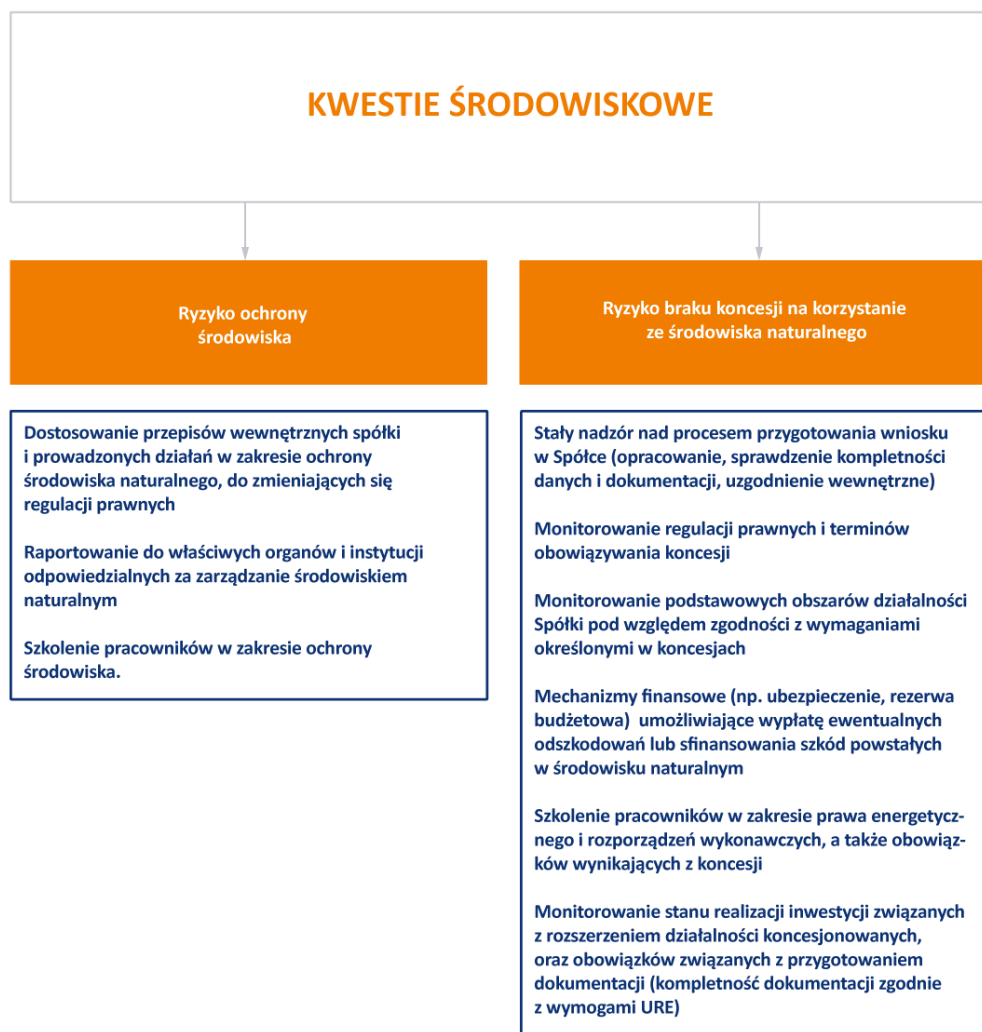 KWESTIE ŚRODOWISKOWE
Ryzyko ochrony
środowiska
Dostosowanie przepisów wewnętrznych spółki
i prowadzonych działań w zakresie ochrony
środowiska naturalnego, do zmieniających się
regulacji prawnych
Raportowanie do właściwych organów i instytucji
odpowiedzialnych za zarządzanie środowiskiem
naturalnym
Szkolenie pracowników w zakresie ochrony
środowiska.
Ryzyko braku koncesji na korzystanie
ze środowiska naturalnego
Stały nadzór nad procesem przygotowania wniosku
w Spółce (opracowanie, sprawdzenie kompletności
danych i dokumentacji, uzgodnienie wewnętrzne)
Monitorowanie regulacji prawnych i terminów
obowiązywania koncesji
Monitorowanie podstawowych obszarów działalności
Spółki pod względem zgodności z wymaganiami
określonymi w koncesjach
Mechanizmy finansowe (np. ubezpieczenie, rezerwa
budżetowa)  umożliwiające wypłatę ewentualnych
odszkodowań lub sfinansowania szkód powstałych
w środowisku naturalnym
Szkolenie pracowników w zakresie prawa energetycz-
nego i rozporządzeń wykonawczych, a także obowiąz-
ków wynikających z koncesji
Monitorowanie stanu realizacji inwestycji związanych
z rozszerzeniem działalności koncesjonowanych,
oraz obowiązków związanych z przygotowaniem
dokumentacji (kompletność dokumentacji zgodnie
z wymogami URE)